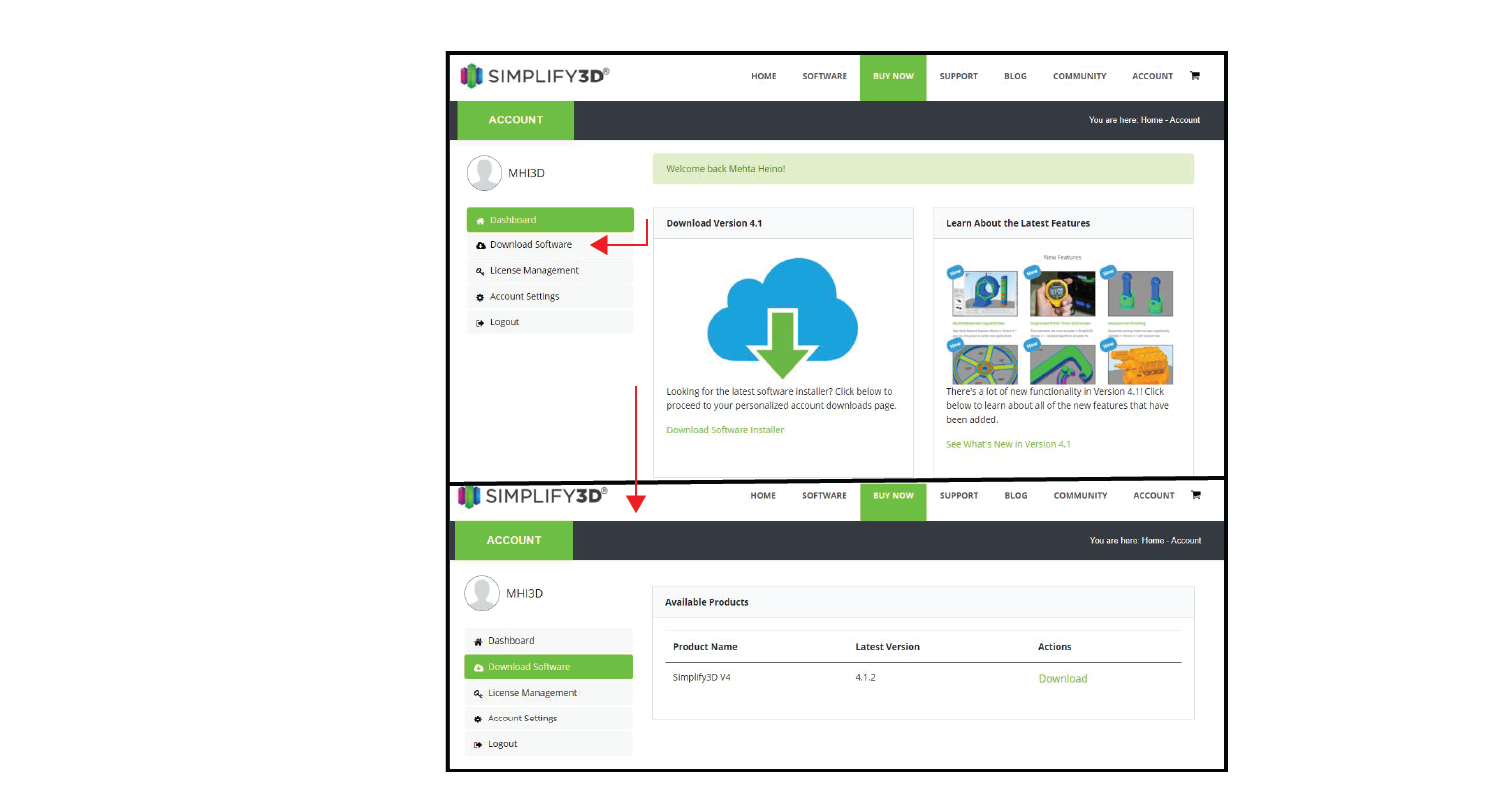 SIMPLIFY3D®
HOME SOFTWARE BUY NOW SUPPORT BLOG COMMUNITY ACCOUNT
ACCOUNT
You are here: Home - Account
MHI3D
Welcome back Mehta Heino!
Dashboard
Download Software
License Management
Account Settings
Logout
Download Version 4.1
Looking for the latest software installer? Click below to
proceed to your personalized account downloads page.
Download Software Installer
Learn About the Latest Features
New Features
New
New
New
New
New
New
There's a lot of new functionality in Version 4.1! Click
below to learn about all of the new features that have
been added.
See What's New in Version 4.1
SIMPLIFY3D®
HOME SOFTWARE BUY NOW SUPPORT BLOG COMMUNITY ACCOUNT
ACCOUNT
You are here: Home - Account
MHI3D
Dashboard
Download Software
License Management
Account Settings
Logout
Available Products
Product Name Latest Version Actions
Simplify3D V4 4.1.2 Download